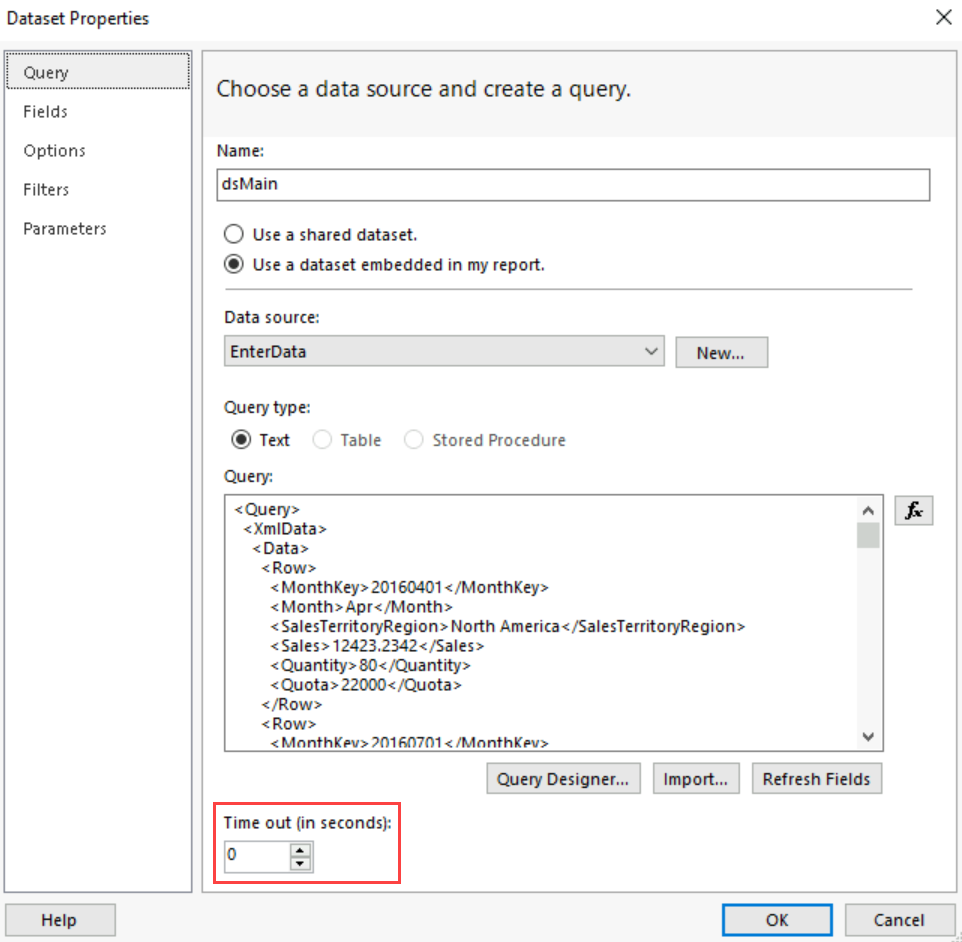 Dataset Properties
Query
Fields
Options
Filters
Parameters
Choose a data source and create a query.
Name:
dsMain
Use a shared dataset.
Use a dataset embedded in my report.
Data source:
EnterData
New...
Query type:
Text Table Stored Procedure
Query:
<Query>
<XmlData>
<Data>
<Row>
<MonthKey>20160401</MonthKey>
<Month>Apr</Month>
<SalesTerritoryRegion>North America</SalesTerritoryRegion>
<Sales>12423.2342</Sales>
<Quantity>80</Quantity>
<Quota>22000</Quota>
</Row>
<Row>
<MonthKey>20160701</MonthKey>
fx
Query Designer... Import... Refresh Fields
Time out (in seconds):
0
Help OK Cancel